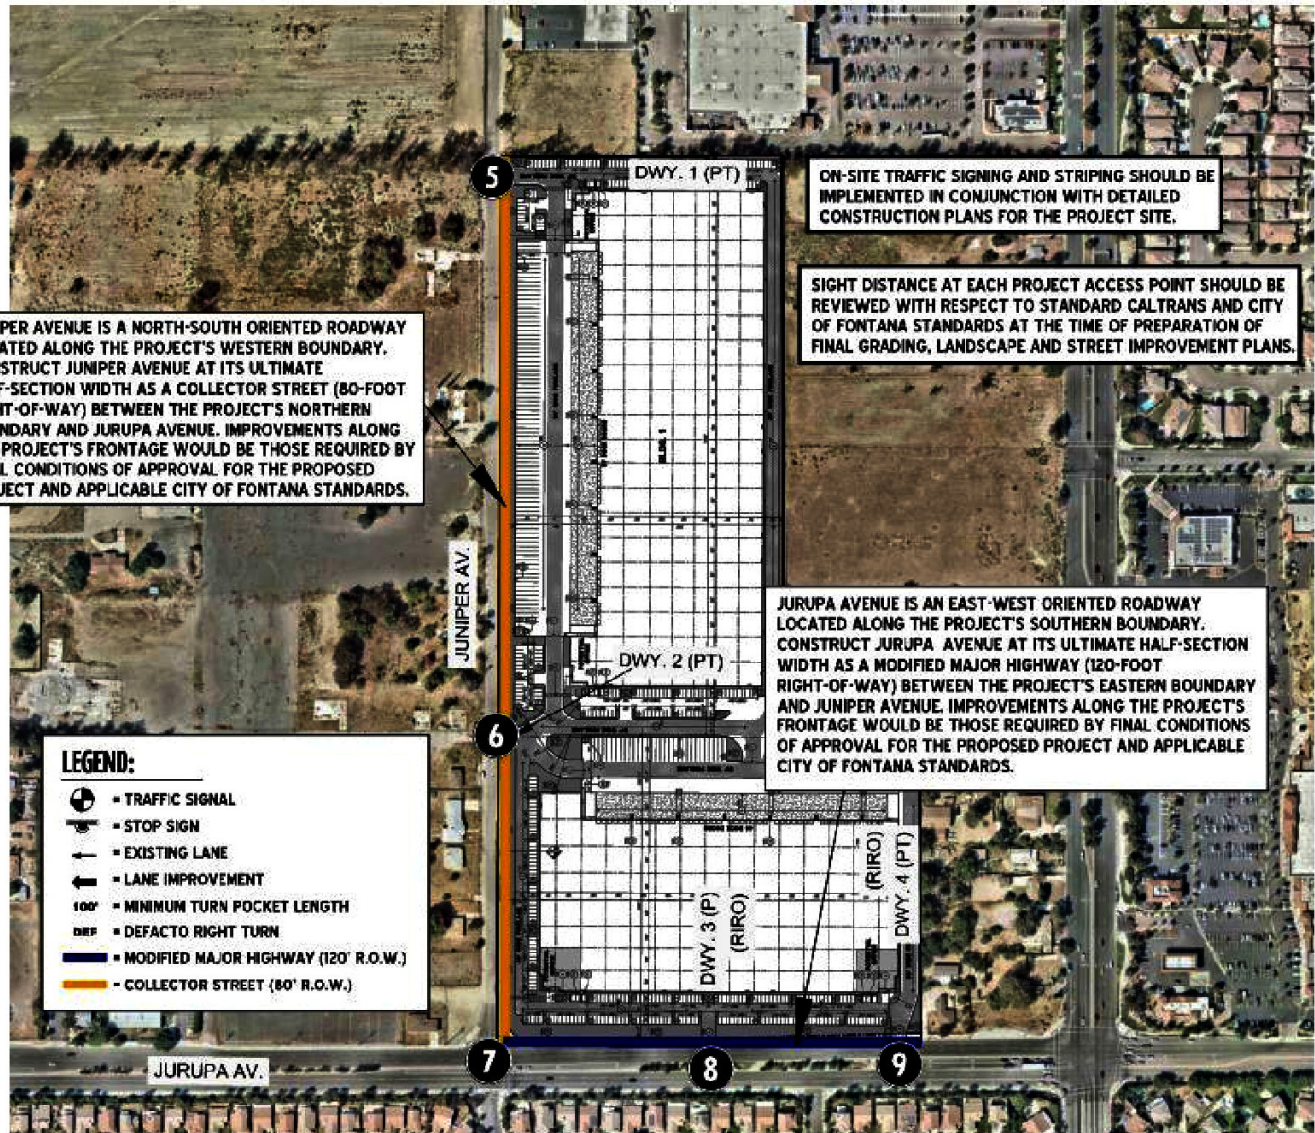 5
DWY. 1 (PT)
ON-SITE TRAFFIC SIGNING AND STRIPING SHOULD BE
IMPLEMENTED IN CONJUNCTION WITH DETAILED
CONSTRUCTION PLANS FOR THE PROJECT SITE.
SIGHT DISTANCE AT EACH PROJECT ACCESS POINT SHOULD BE
REVIEWED WITH RESPECT TO STANDARD CALTRANS AND CITY
OF FONTANA STANDARDS AT THE TIME OF PREPARATION OF
FINAL GRADING, LANDSCAPE AND STREET IMPROVEMENT PLANS.
PER AVENUE IS A NORTH-SOUTH ORIENTED ROADWAY
ATED ALONG THE PROJECT'S WESTERN BOUNDARY.
STRUCT JUNIPER AVENUE AT ITS ULTIMATE
F-SECTION WIDTH AS A COLLECTOR STREET (80-FOOT
HT-OF-WAY) BETWEEN THE PROJECT'S NORTHERN
NDARY AND JURUPA AVENUE. IMPROVEMENTS ALONG
PROJECT'S FRONTAGE WOULD BE THOSE REQUIRED BY
AL CONDITIONS OF APPROVAL FOR THE PROPOSED
JECT AND APPLICABLE CITY OF FONTANA STANDARDS.
BLDG. 1
JUNIPER AV.
DWY. 2 (PT)
6
JURUPA AVENUE IS AN EAST-WEST ORIENTED ROADWAY
LOCATED ALONG THE PROJECT'S SOUTHERN BOUNDARY.
CONSTRUCT JURUPA AVENUE AT ITS ULTIMATE HALF-SECTION
WIDTH AS A MODIFIED MAJOR HIGHWAY (120-FOOT
RIGHT-OF-WAY) BETWEEN THE PROJECT'S EASTERN BOUNDARY
AND JUNIPER AVENUE. IMPROVEMENTS ALONG THE PROJECT'S
FRONTAGE WOULD BE THOSE REQUIRED BY FINAL CONDITIONS
OF APPROVAL FOR THE PROPOSED PROJECT AND APPLICABLE
CITY OF FONTANA STANDARDS.
LEGEND:
= TRAFFIC SIGNAL
= STOP SIGN
= EXISTING LANE
= LANE IMPROVEMENT
100' = MINIMUM TURN POCKET LENGTH
DEF = DEFACTO RIGHT TURN
= MODIFIED MAJOR HIGHWAY (120' R.O.W.)
- COLLECTOR STREET (80' R.O.W.)
DWY. 3 (P)
(RIRO)
(RIRO)
DWY. 4 (PT)
7
8
9
JURUPA AV.